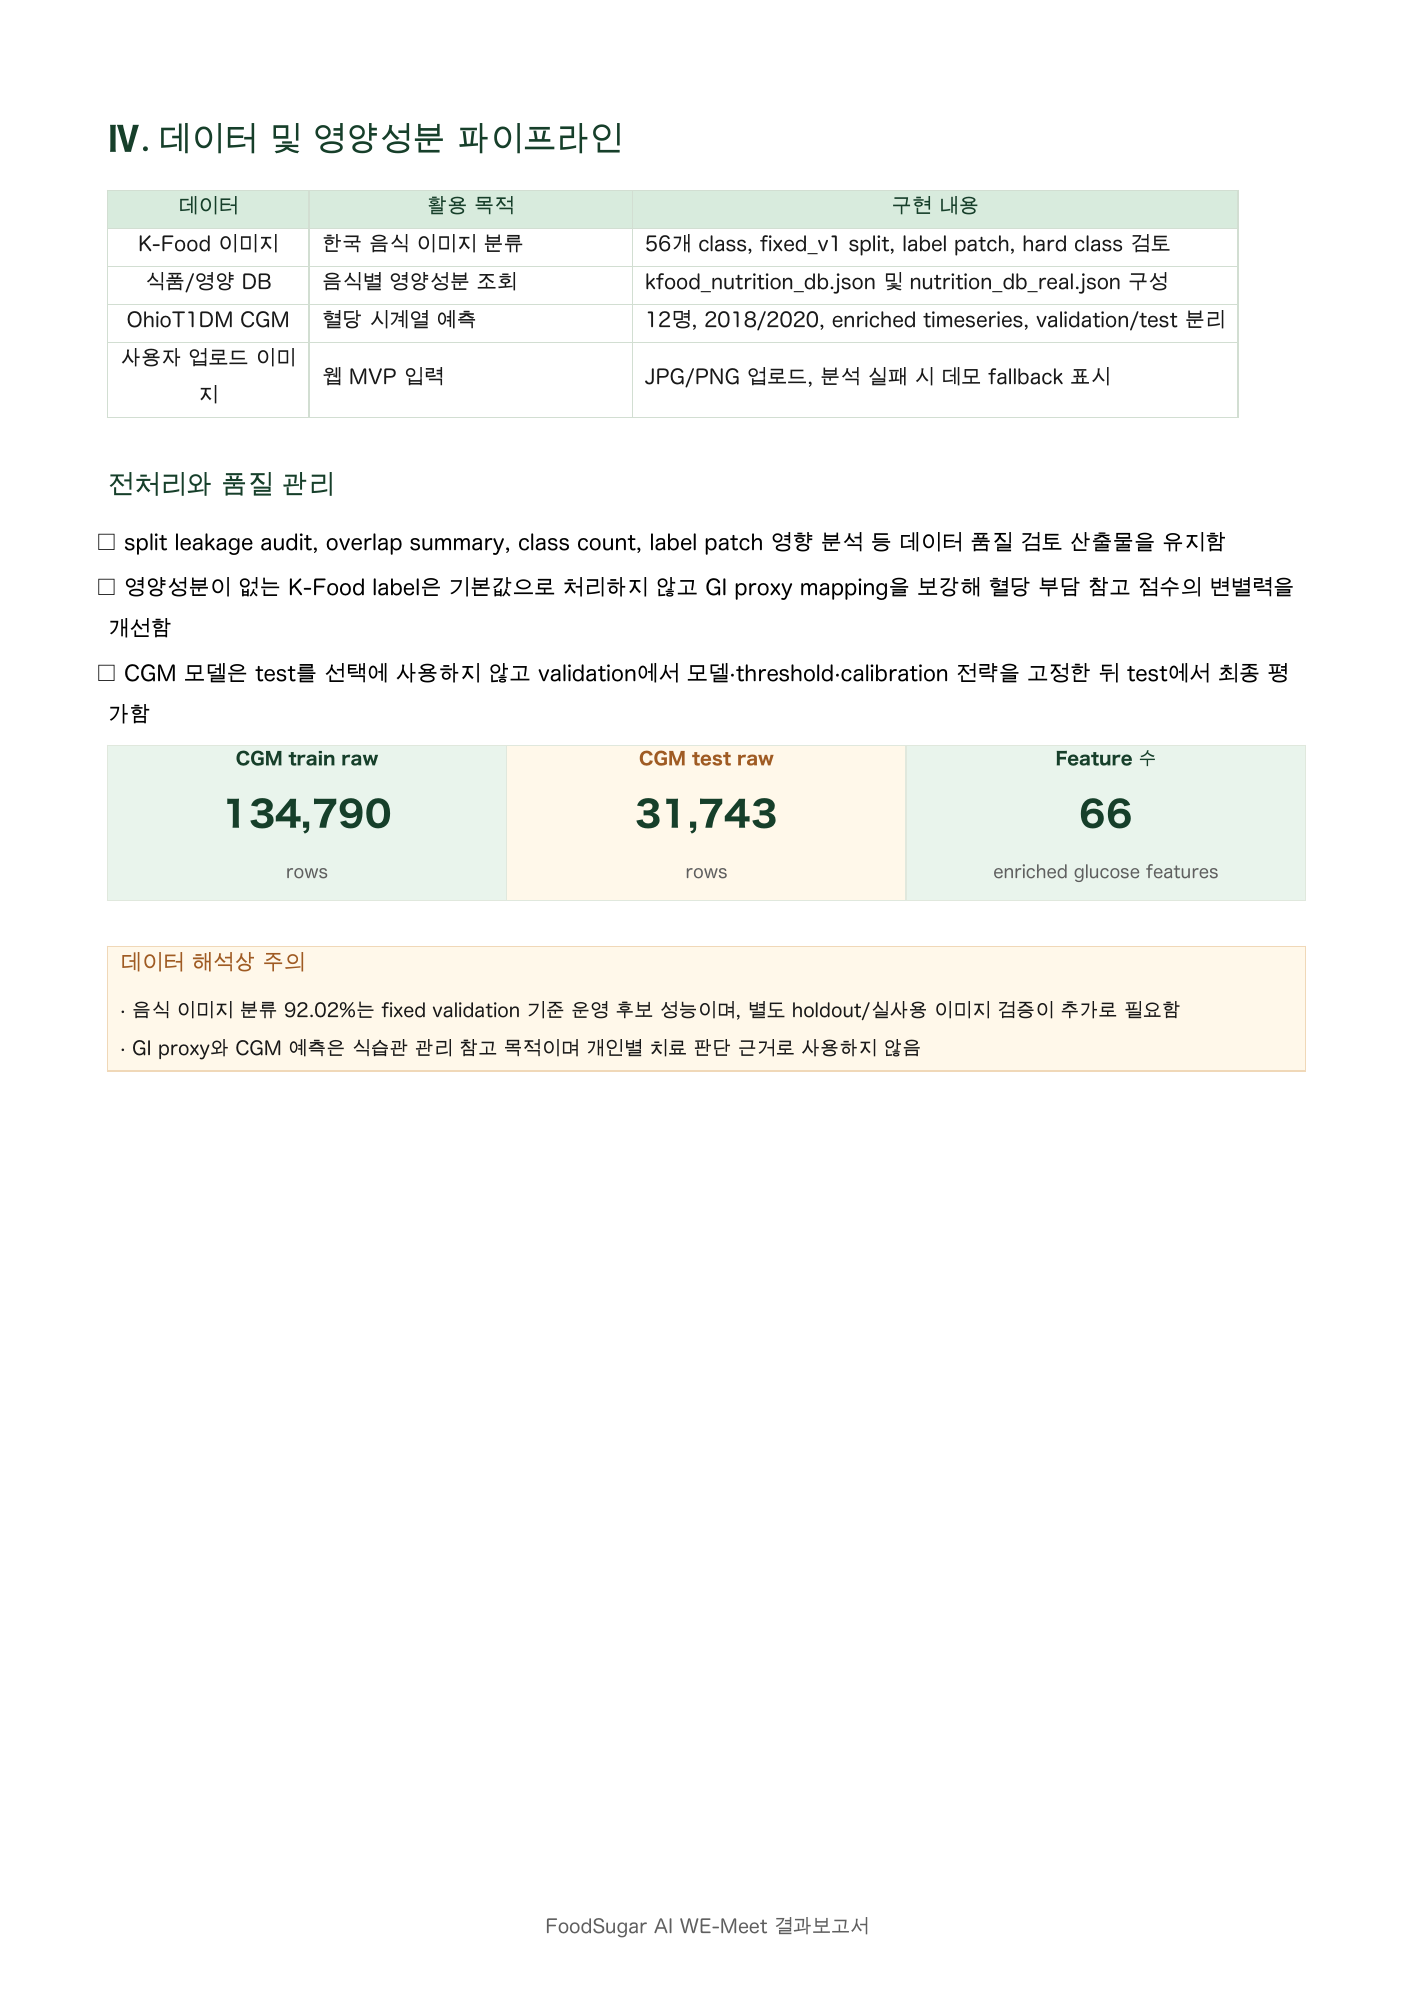 Ⅳ. 데이터 및 영양성분 파이프라인
데이터 활용 목적 구현 내용
K-Food 이미지 한국 음식 이미지 분류 56개 class, fixed_v1 split, label patch, hard class 검토
식품/영양 DB 음식별 영양성분 조회 kfood_nutrition_db.json 및 nutrition_db_real.json 구성
OhioT1DM CGM 혈당 시계열 예측 12명, 2018/2020, enriched timeseries, validation/test 분리
사용자 업로드 이미
지
웹 MVP 입력 JPG/PNG 업로드, 분석 실패 시 데모 fallback 표시
전처리와 품질 관리
□ split leakage audit, overlap summary, class count, label patch 영향 분석 등 데이터 품질 검토 산출물을 유지함
□ 영양성분이 없는 K-Food label은 기본값으로 처리하지 않고 GI proxy mapping을 보강해 혈당 부담 참고 점수의 변별력을
개선함
□ CGM 모델은 test를 선택에 사용하지 않고 validation에서 모델·threshold·calibration 전략을 고정한 뒤 test에서 최종 평
가함
CGM train raw CGM test raw Feature 수
134,790 31,743 66
rows rows enriched glucose features
데이터 해석상 주의
· 음식 이미지 분류 92.02%는 fixed validation 기준 운영 후보 성능이며, 별도 holdout/실사용 이미지 검증이 추가로 필요함
· GI proxy와 CGM 예측은 식습관 관리 참고 목적이며 개인별 치료 판단 근거로 사용하지 않음
FoodSugar AI WE-Meet 결과보고서